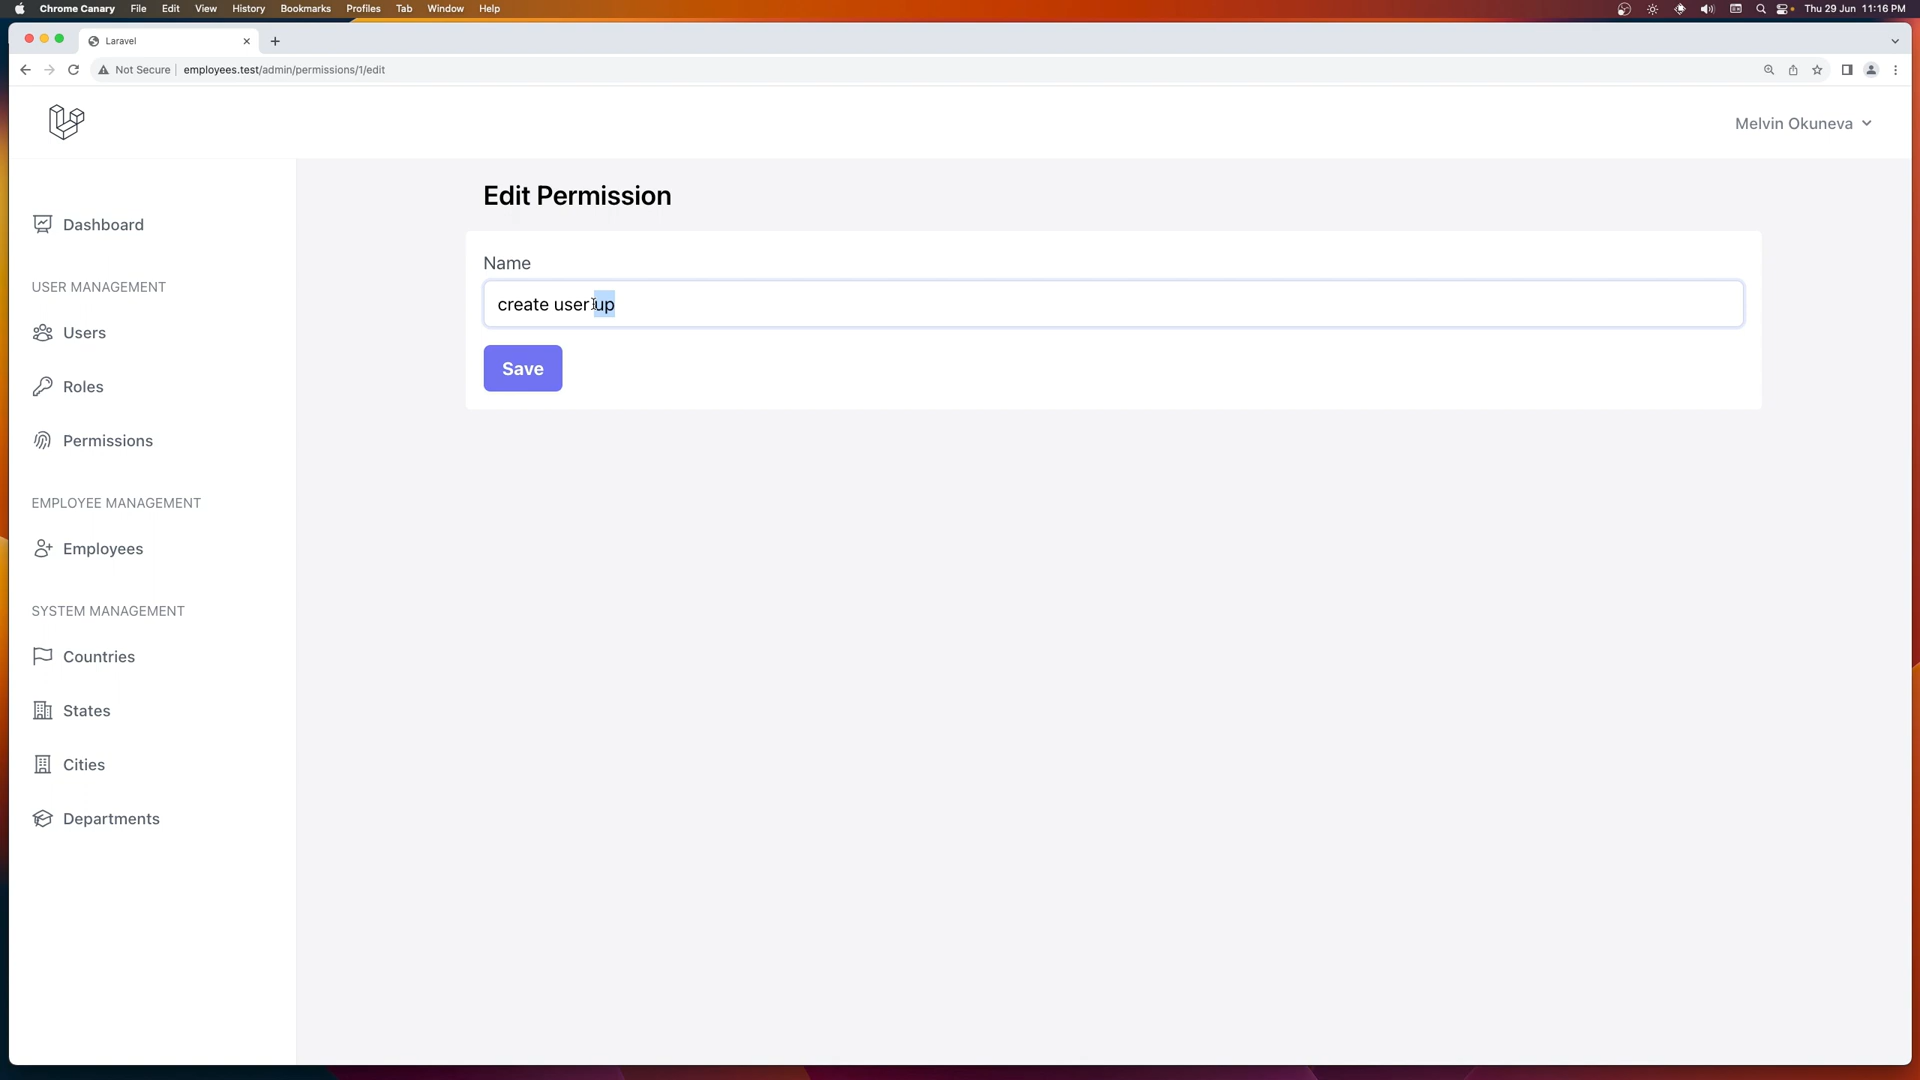 Chrome Canary File Edit View History Bookmarks Profiles Tab Window Help Thu 29 Jun 11:16 PM
Laravel
Not Secure employees.test/admin/permissions/1/edit
Melvin Okuneva
Edit Permission
Name
create user up
Save
Dashboard
USER MANAGEMENT
Users
Roles
Permissions
EMPLOYEE MANAGEMENT
Employees
SYSTEM MANAGEMENT
Countries
States
Cities
Departments